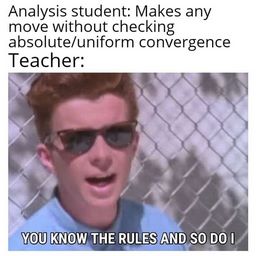 Analysis student: Makes any
move without checking
absolute/uniform convergence
Teacher:
YOU KNOW THE RULES AND SO DO I